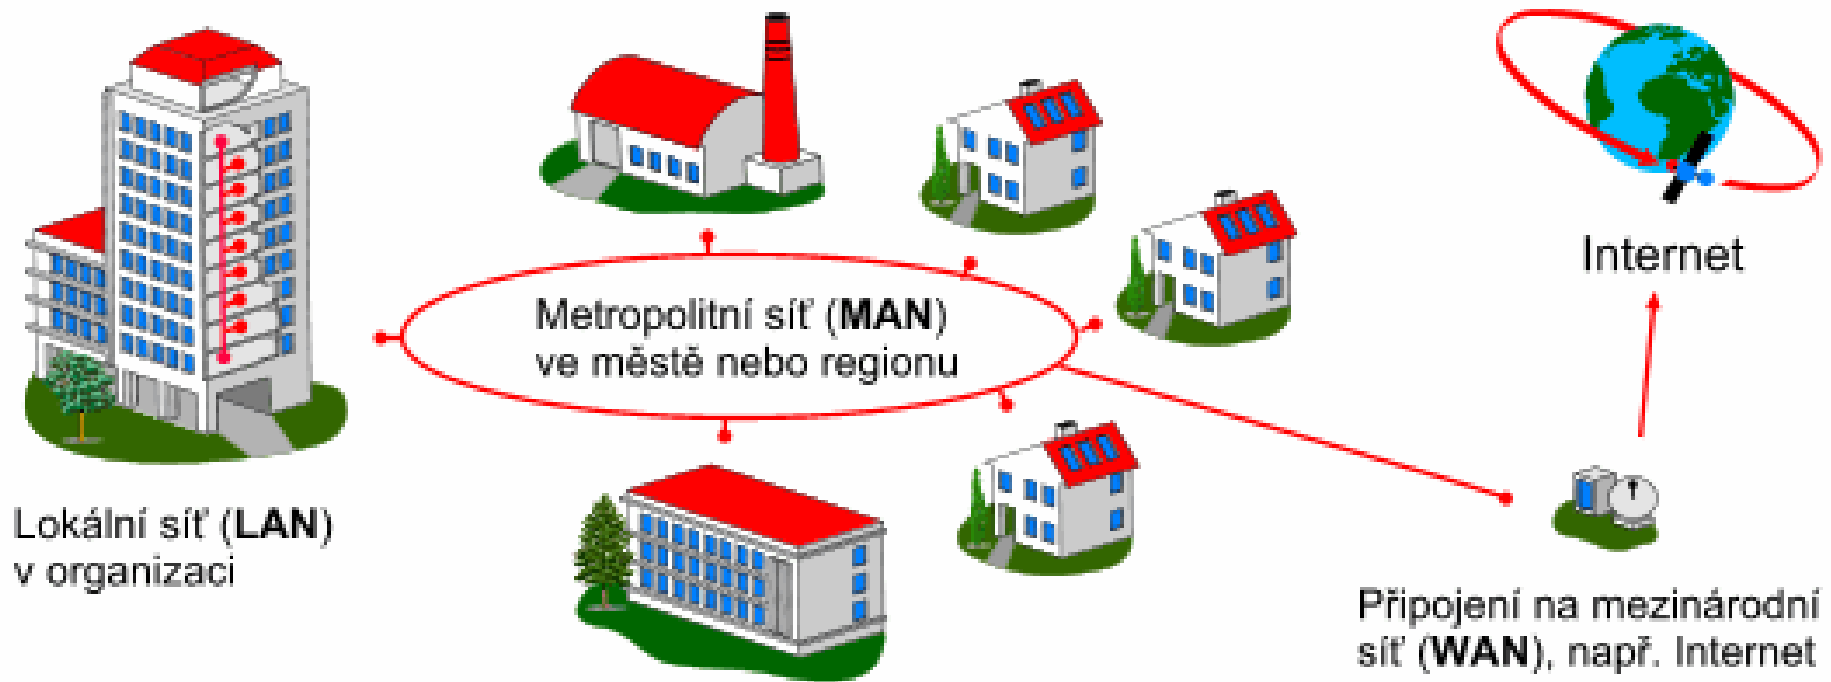 Metropolitní síť (MAN)
ve městě nebo regionu
Internet
Lokální síť (LAN)
v organizaci
Připojení na mezinárodní
síť (WAN), např. Internet